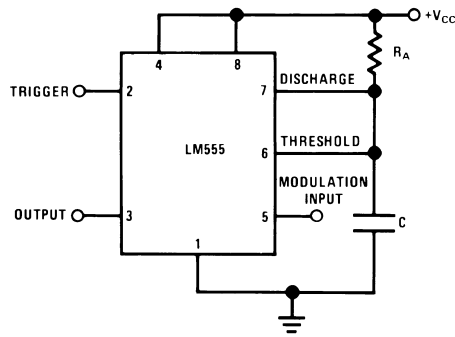 +VCC
4 8
RA
DISCHARGE
TRIGGER 2 7
LM555
THRESHOLD
6
MODULATION
INPUT
OUTPUT 3 5
C
1